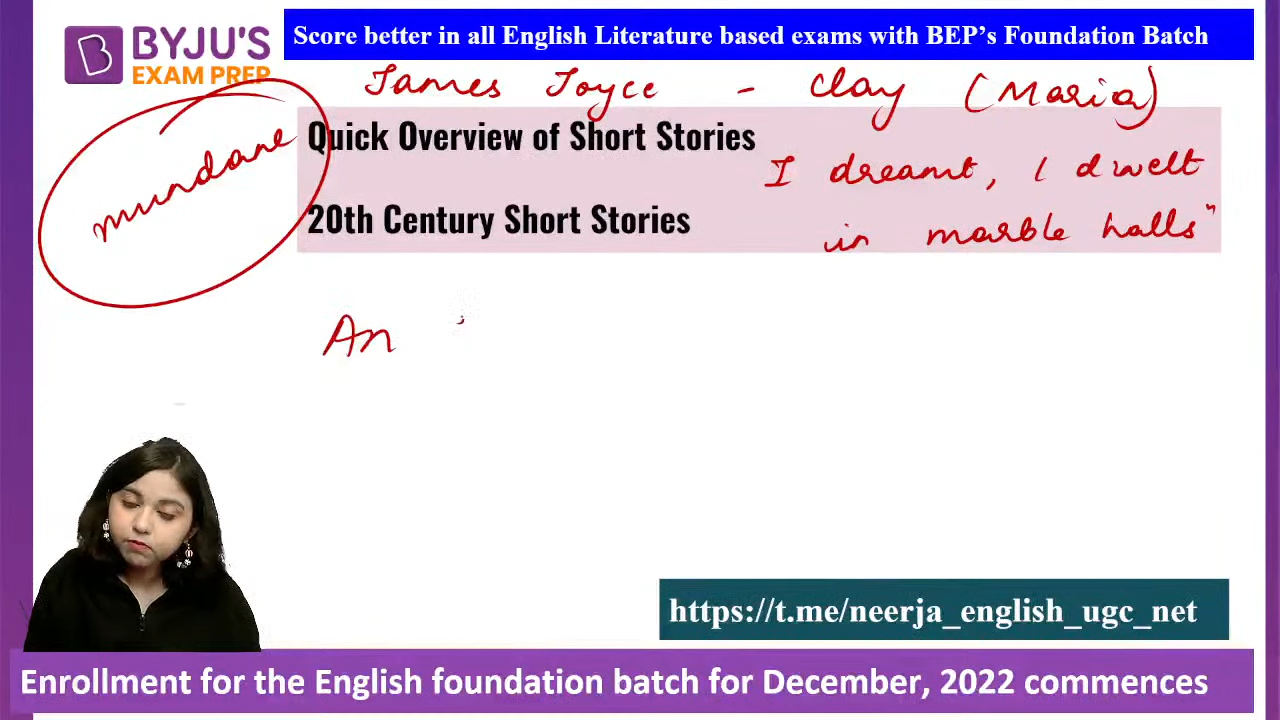 BYJU'S
EXAM PREP
Score better in all English Literature based exams with BEP's Foundation Batch
James Joyce - Clay (Maria)
mundane
Quick Overview of Short Stories
I dreamt, I dwelt
20th Century Short Stories
in marble halls"
An
https://t.me/neerja_english_ugc_net
Enrollment for the English foundation batch for December, 2022 commences